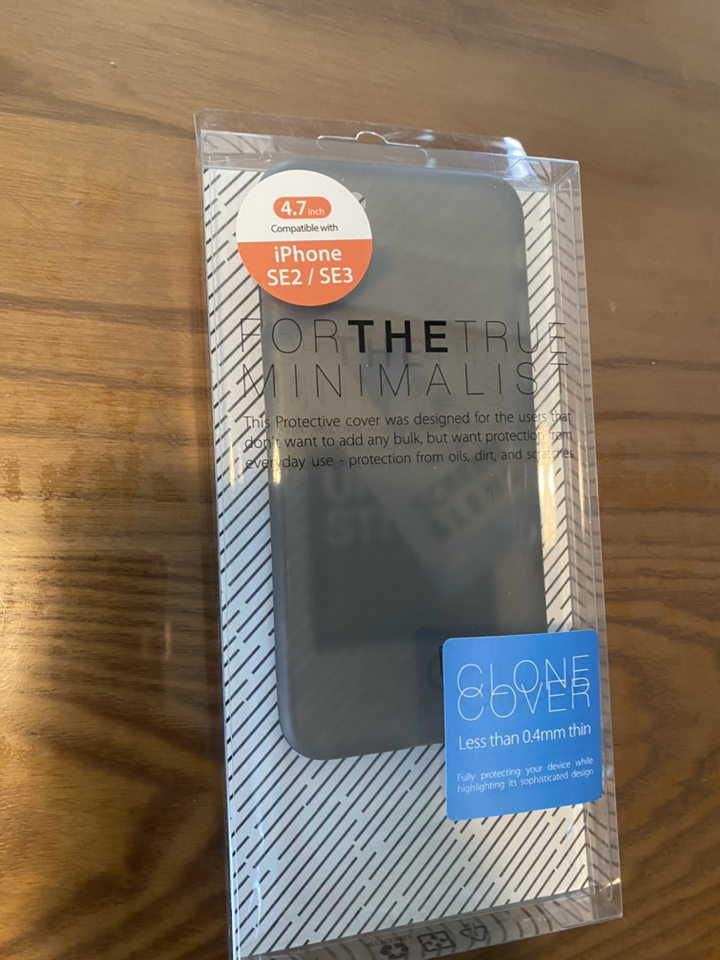 4.7 inch
Compatible with
iPhone
SE2 / SE3
FORTHETRUE
MINIMALIST
This Protective cover was designed for the users that
don't want to add any bulk, but want protection from
everyday use - protection from oils, dirt, and scratches.
CLONE
COVER
Less than 0.4mm thin
Fully protecting your device while
highlighting its sophisticated design